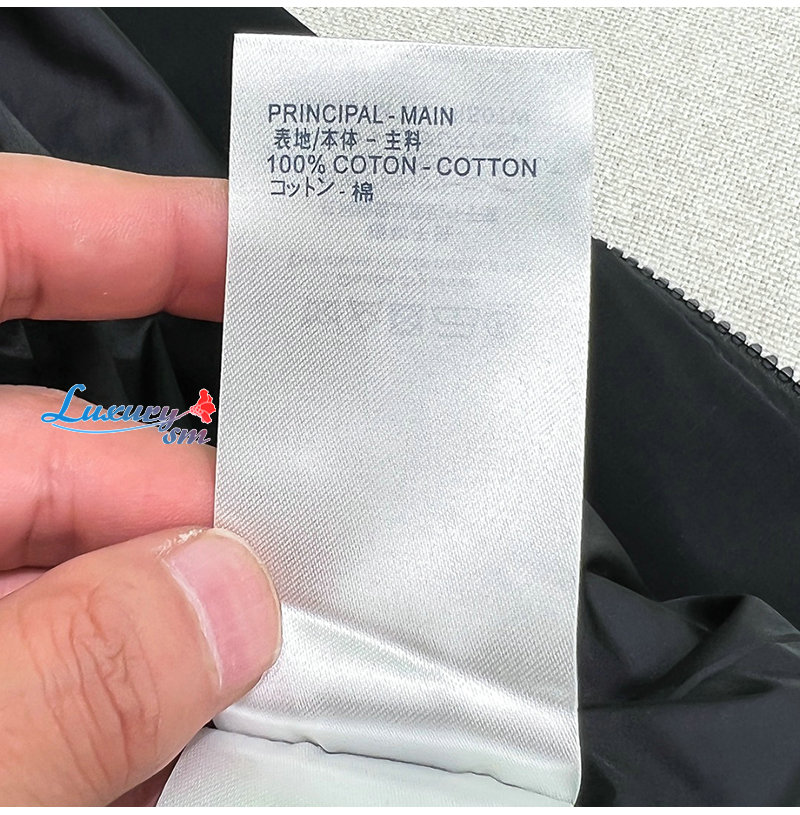 PRINCIPAL - MAIN
表地/本体 - 主料
100% COTON - COTTON
コットン - 棉
Luxury
sm